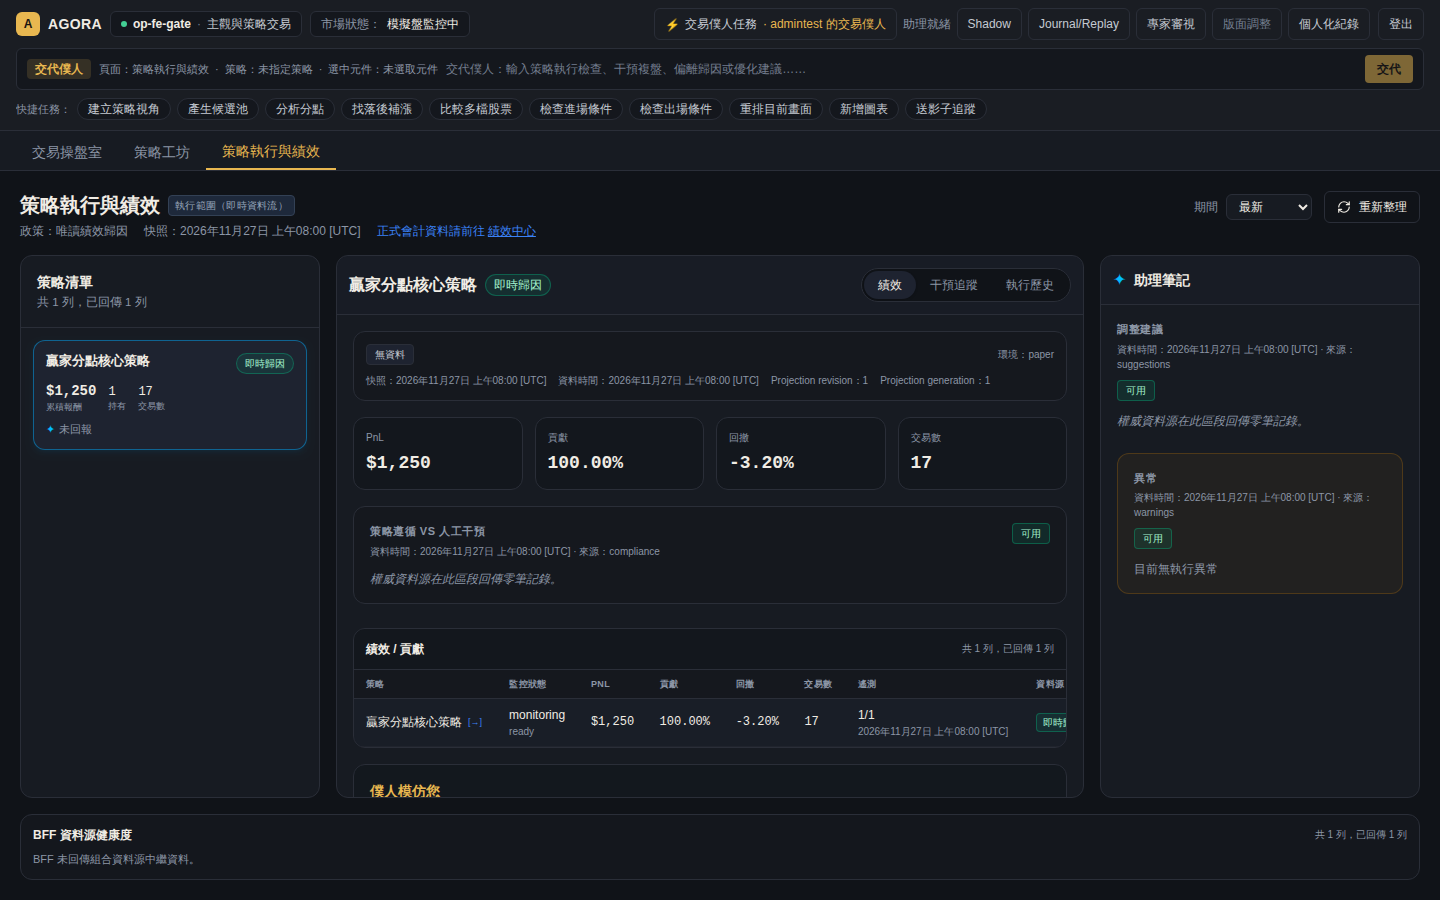 A AGORA op-fe-gate · 主觀與策略交易 市場狀態： 模擬盤監控中 ⚡ 交易僕人任務 · admintest 的交易僕人 助理就緒 Shadow Journal/Replay 專家審視 版面調整 個人化紀錄 登出
交代僕人 頁面：策略執行與績效 · 策略：未指定策略 · 選中元件：未選取元件 交代僕人：輸入策略執行檢查、干預複盤、偏離歸因或優化建議…… 交代
快捷任務： 建立策略視角 產生候選池 分析分點 找落後補漲 比較多檔股票 檢查進場條件 檢查出場條件 重排目前畫面 新增圖表 送影子追蹤
交易操盤室 策略工坊 策略執行與績效
策略執行與績效 執行範圍（即時資料流） 期間 最新 重新整理
政策：唯讀績效歸因 快照：2026年11月27日 上午08:00 [UTC] 正式會計資料請前往 績效中心
策略清單
共 1 列，已回傳 1 列
贏家分點核心策略 即時歸因
$1,250 1 17
累積報酬 持有 交易數
✦ 未回報
贏家分點核心策略 即時歸因 績效 干預追蹤 執行歷史
無資料 環境：paper
快照：2026年11月27日 上午08:00 [UTC] 資料時間：2026年11月27日 上午08:00 [UTC] Projection revision：1 Projection generation：1
PnL 貢獻 回撤 交易數
$1,250 100.00% -3.20% 17
策略遵循 VS 人工干預 可用
資料時間：2026年11月27日 上午08:00 [UTC] · 來源：compliance
權威資料源在此區段回傳零筆記錄。
績效 / 貢獻 共 1 列，已回傳 1 列
策略 監控狀態 PNL 貢獻 回撤 交易數 遙測 資料源
贏家分點核心策略 [→] monitoring $1,250 100.00% -3.20% 17 1/1 即時
ready 2026年11月27日 上午08:00 [UTC]
僕人模仿您
✦ 助理筆記
調整建議
資料時間：2026年11月27日 上午08:00 [UTC] · 來源：
suggestions
可用
權威資料源在此區段回傳零筆記錄。
異常
資料時間：2026年11月27日 上午08:00 [UTC] · 來源：
warnings
可用
目前無執行異常
BFF 資料源健康度 共 1 列，已回傳 1 列
BFF 未回傳組合資料源中繼資料。